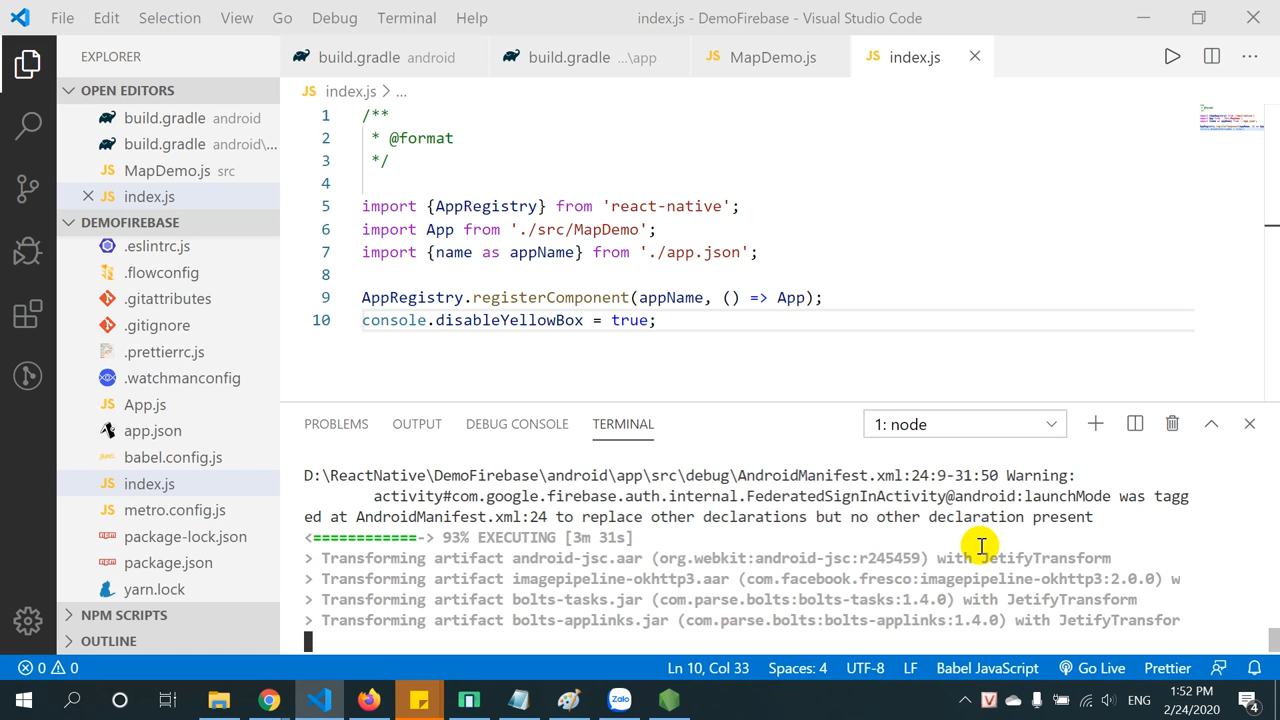 File Edit Selection View Go Debug Terminal Help index.js - DemoFirebase - Visual Studio Code
EXPLORER
OPEN EDITORS
build.gradle android
build.gradle android\...
JS MapDemo.js src
JS index.js
DEMOFIREBASE
.eslintrc.js
.flowconfig
.gitattributes
.gitignore
.prettierrc.js
.watchmanconfig
JS App.js
app.json
babel.config.js
JS index.js
metro.config.js
package-lock.json
package.json
yarn.lock
NPM SCRIPTS
OUTLINE
build.gradle android build.gradle ...\app JS MapDemo.js JS index.js
JS index.js > ...
1 /**
2 * @format
3 */
4
5 import {AppRegistry} from 'react-native';
6 import App from './src/MapDemo';
7 import {name as appName} from './app.json';
8
9 AppRegistry.registerComponent(appName, () => App);
10 console.disableYellowBox = true;
PROBLEMS OUTPUT DEBUG CONSOLE TERMINAL 1: node
D:\ReactNative\DemoFirebase\android\app\src\debug\AndroidManifest.xml:24:9-31:50 Warning:
activity#com.google.firebase.auth.internal.FederatedSignInActivity@android:launchMode was tagg
ed at AndroidManifest.xml:24 to replace other declarations but no other declaration present
<============-> 93% EXECUTING [3m 31s]
> Transforming artifact android-jsc.aar (org.webkit:android-jsc:r245459) with JetifyTransform
> Transforming artifact imagepipeline-okhttp3.aar (com.facebook.fresco:imagepipeline-okhttp3:2.0.0) w
> Transforming artifact bolts-tasks.jar (com.parse.bolts:bolts-tasks:1.4.0) with JetifyTransform
> Transforming artifact bolts-applinks.jar (com.parse.bolts:bolts-applinks:1.4.0) with JetifyTransfor
0 0 Ln 10, Col 33 Spaces: 4 UTF-8 LF Babel JavaScript Go Live Prettier
Zalo ENG 1:52 PM
2/24/2020 4